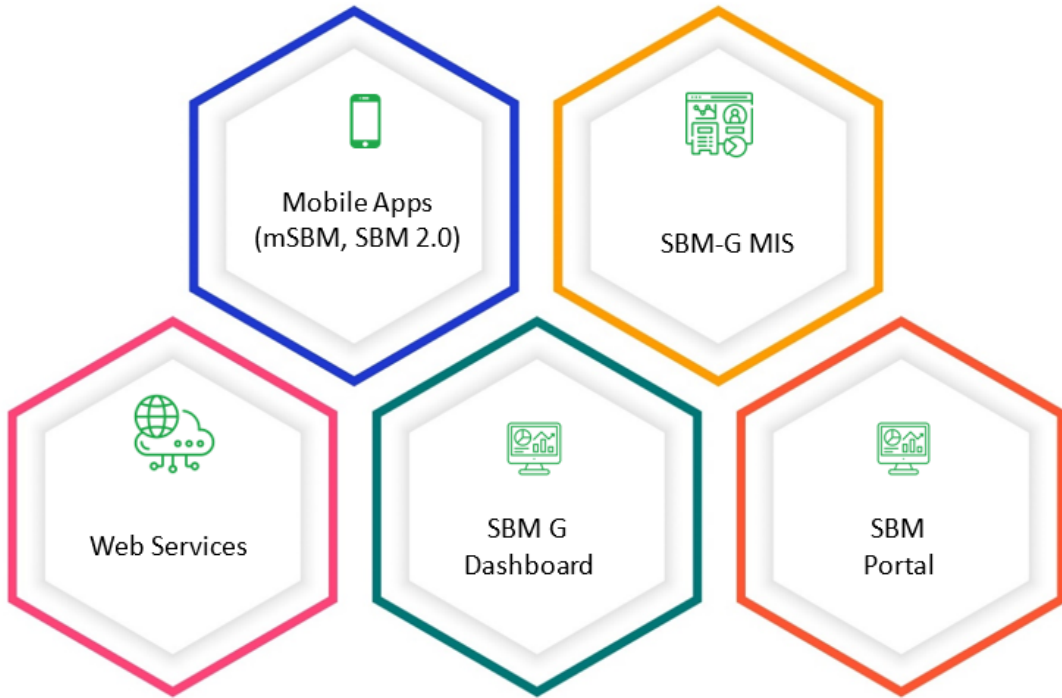 Mobile Apps
(mSBM, SBM 2.0)
SBM-G MIS
Web Services
SBM G
Dashboard
SBM
Portal